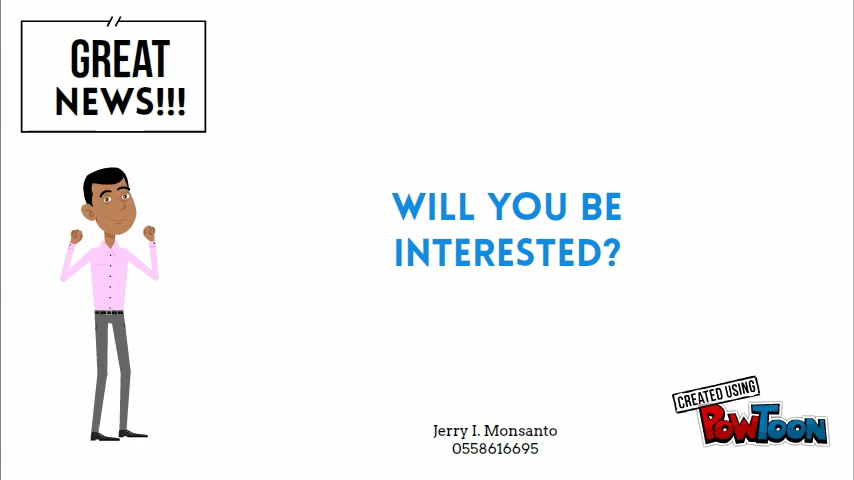 GREAT
NEWS!!!
WILL YOU BE
INTERESTED?
CREATED USING
POWTOON
Jerry I. Monsanto
0558616695